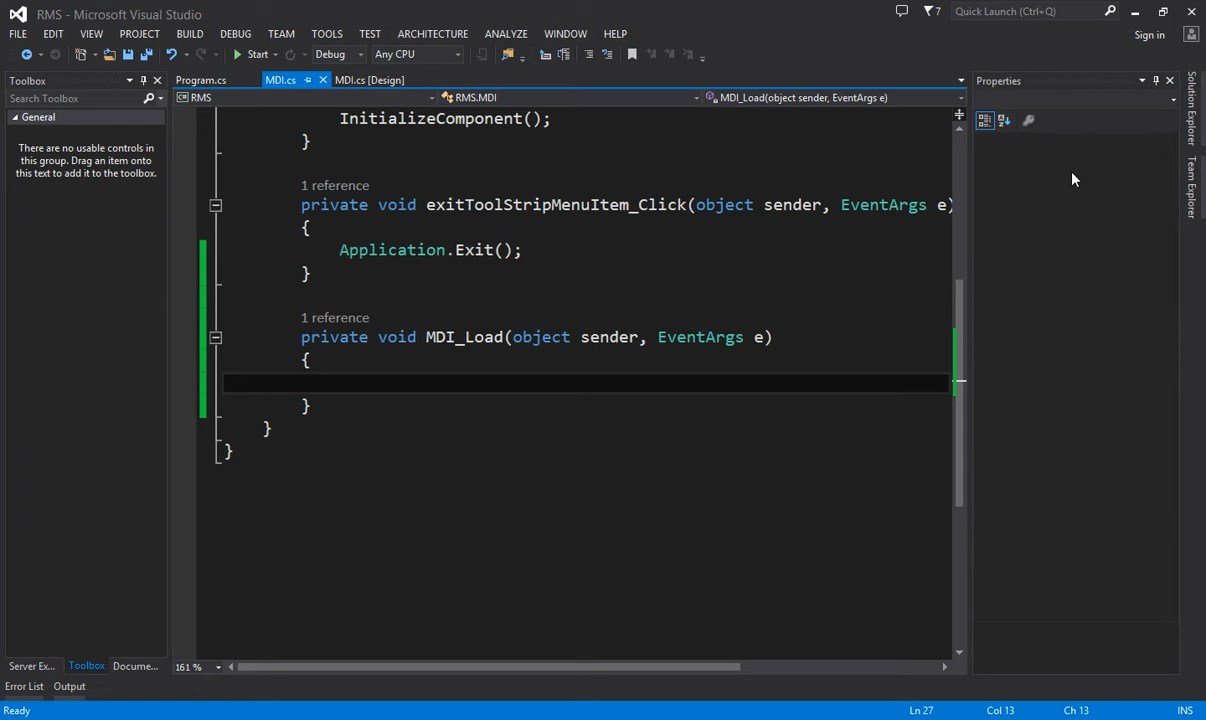 RMS - Microsoft Visual Studio
7
Quick Launch (Ctrl+Q)
FILE EDIT VIEW PROJECT BUILD DEBUG TEAM TOOLS TEST ARCHITECTURE ANALYZE WINDOW HELP
Sign in
Start Debug Any CPU
Toolbox
Program.cs MDI.cs MDI.cs [Design]
Properties
Search Toolbox
RMS RMS.MDI MDI_Load(object sender, EventArgs e)
General
There are no usable controls in
this group. Drag an item onto
this text to add it to the toolbox.
InitializeComponent();
}
1 reference
private void exitToolStripMenuItem_Click(object sender, EventArgs e)
{
Application.Exit();
}
1 reference
private void MDI_Load(object sender, EventArgs e)
{
}
}
}
Solution Explorer
Team Explorer
161 %
Server Ex... Toolbox Docume...
Error List Output
Ready Ln 27 Col 13 Ch 13 INS